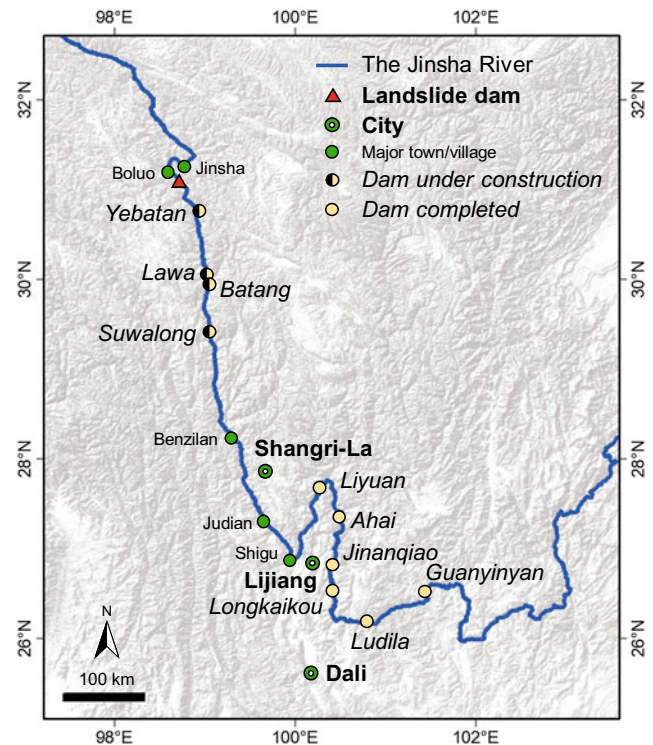 98°E 100°E 102°E
The Jinsha River
Landslide dam
City
Major town/village
Dam under construction
Dam completed
32°N 32°N
Boluo Jinsha
Yebatan
30°N 30°N
Lawa
Batang
Suwalong
28°N 28°N
Benzilan
Shangri-La
Liyuan
Judian
Ahai
Shigu
Jinanqiao
Lijiang
Guanyinyan
Longkaikou
26°N 26°N
Ludila
N
Dali
100 km
98°E 100°E 102°E